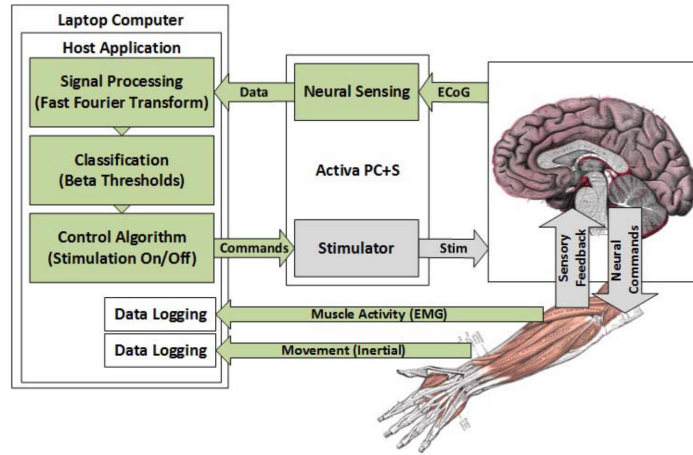 Laptop Computer
Host Application
Signal Processing
(Fast Fourier Transform)
Data
Neural Sensing
ECoG
Classification
(Beta Thresholds)
Activa PC+S
Control Algorithm
(Stimulation On/Off)
Commands
Stimulator
Stim
Sensory
Feedback
Neural
Commands
Data Logging
Muscle Activity (EMG)
Data Logging
Movement (Inertial)